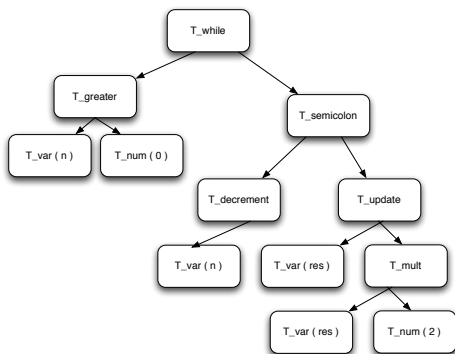 T_while
T_greater
T_semicolon
T_var ( n )
T_num ( 0 )
T_decrement
T_update
T_var ( n )
T_var ( res )
T_mult
T_var ( res )
T_num ( 2 )